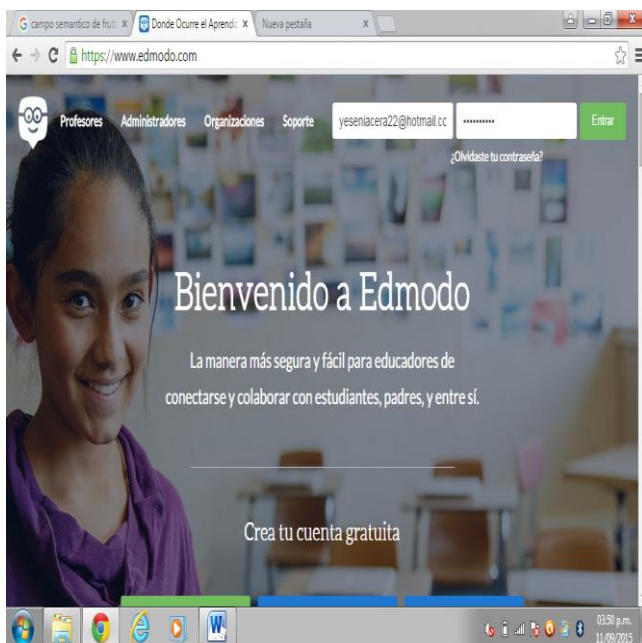 campo semantico de fruta
Donde Ocurre el Aprendic
Nueva pestaña
https://www.edmodo.com
Profesores Administradores Organizaciones Soporte yeseniacera22@hotmail.cc Entrar
¿Olvidaste tu contraseña?
Bienvenido a Edmodo
La manera más segura y fácil para educadores de
conectarse y colaborar con estudiantes, padres, y entre sí.
Crea tu cuenta gratuita
03:50 p.m.
11/09/2015